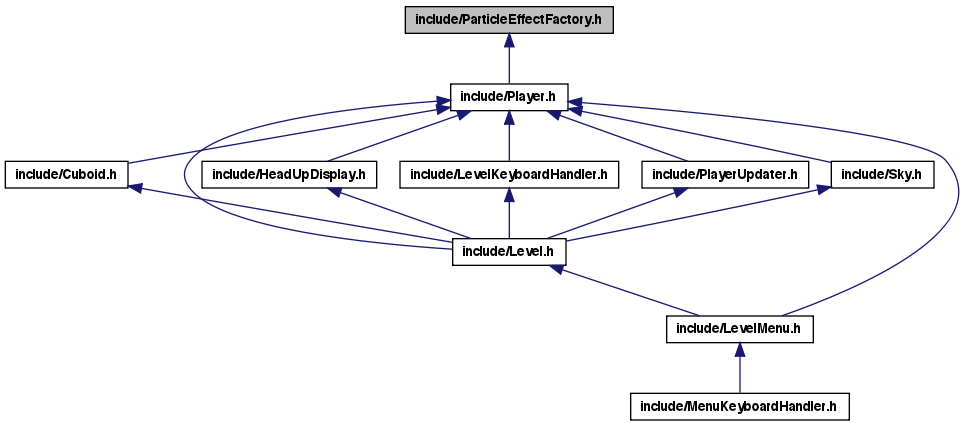 include/ParticleEffectFactory.h
include/Player.h
include/Cuboid.h
include/HeadUpDisplay.h
include/LevelKeyboardHandler.h
include/PlayerUpdater.h
include/Sky.h
include/Level.h
include/LevelMenu.h
include/MenuKeyboardHandler.h